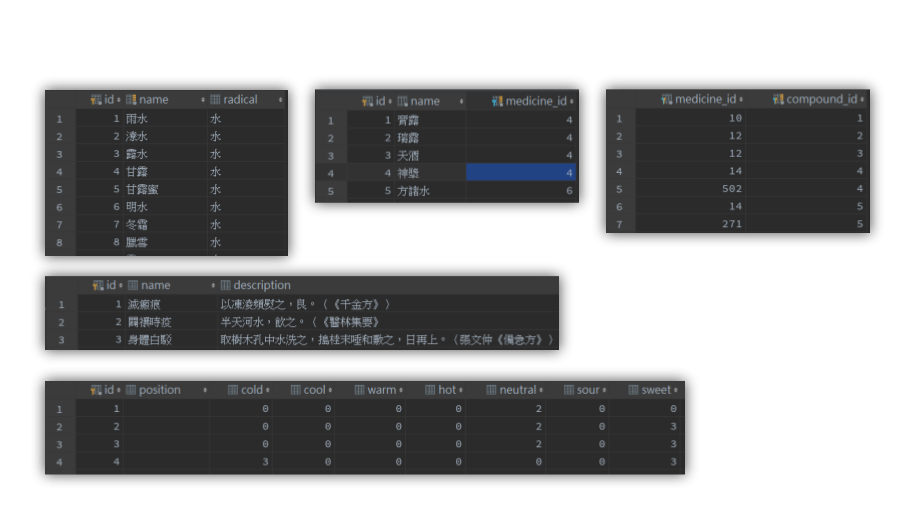 id name radical
1 1 雨水 水
2 2 潦水 水
3 3 露水 水
4 4 甘露 水
5 5 甘露蜜 水
6 6 明水 水
7 7 冬霜 水
8 8 臘雪 水
id name medicine_id
1 1 膏露 4
2 2 瑞露 4
3 3 天酒 4
4 4 神漿 4
5 5 方諸水 6
medicine_id compound_id
1 10 1
2 12 2
3 12 3
4 14 4
5 502 4
6 14 5
7 271 5
id name description
1 1 滅瘢痕 以凍淩頻熨之，良。（《千金方》）
2 2 闢禳時疫 半天河水，飲之。（《醫林集要》
3 3 身體白駁 取樹木孔中水洗之，搗桂末唾和敷之，日再上。（張文仲《備急方》）
id position cold cool warm hot neutral sour sweet
1 1 0 0 0 0 2 0 0
2 2 0 0 0 0 2 0 3
3 3 0 0 0 0 2 0 3
4 4 3 0 0 0 0 0 3